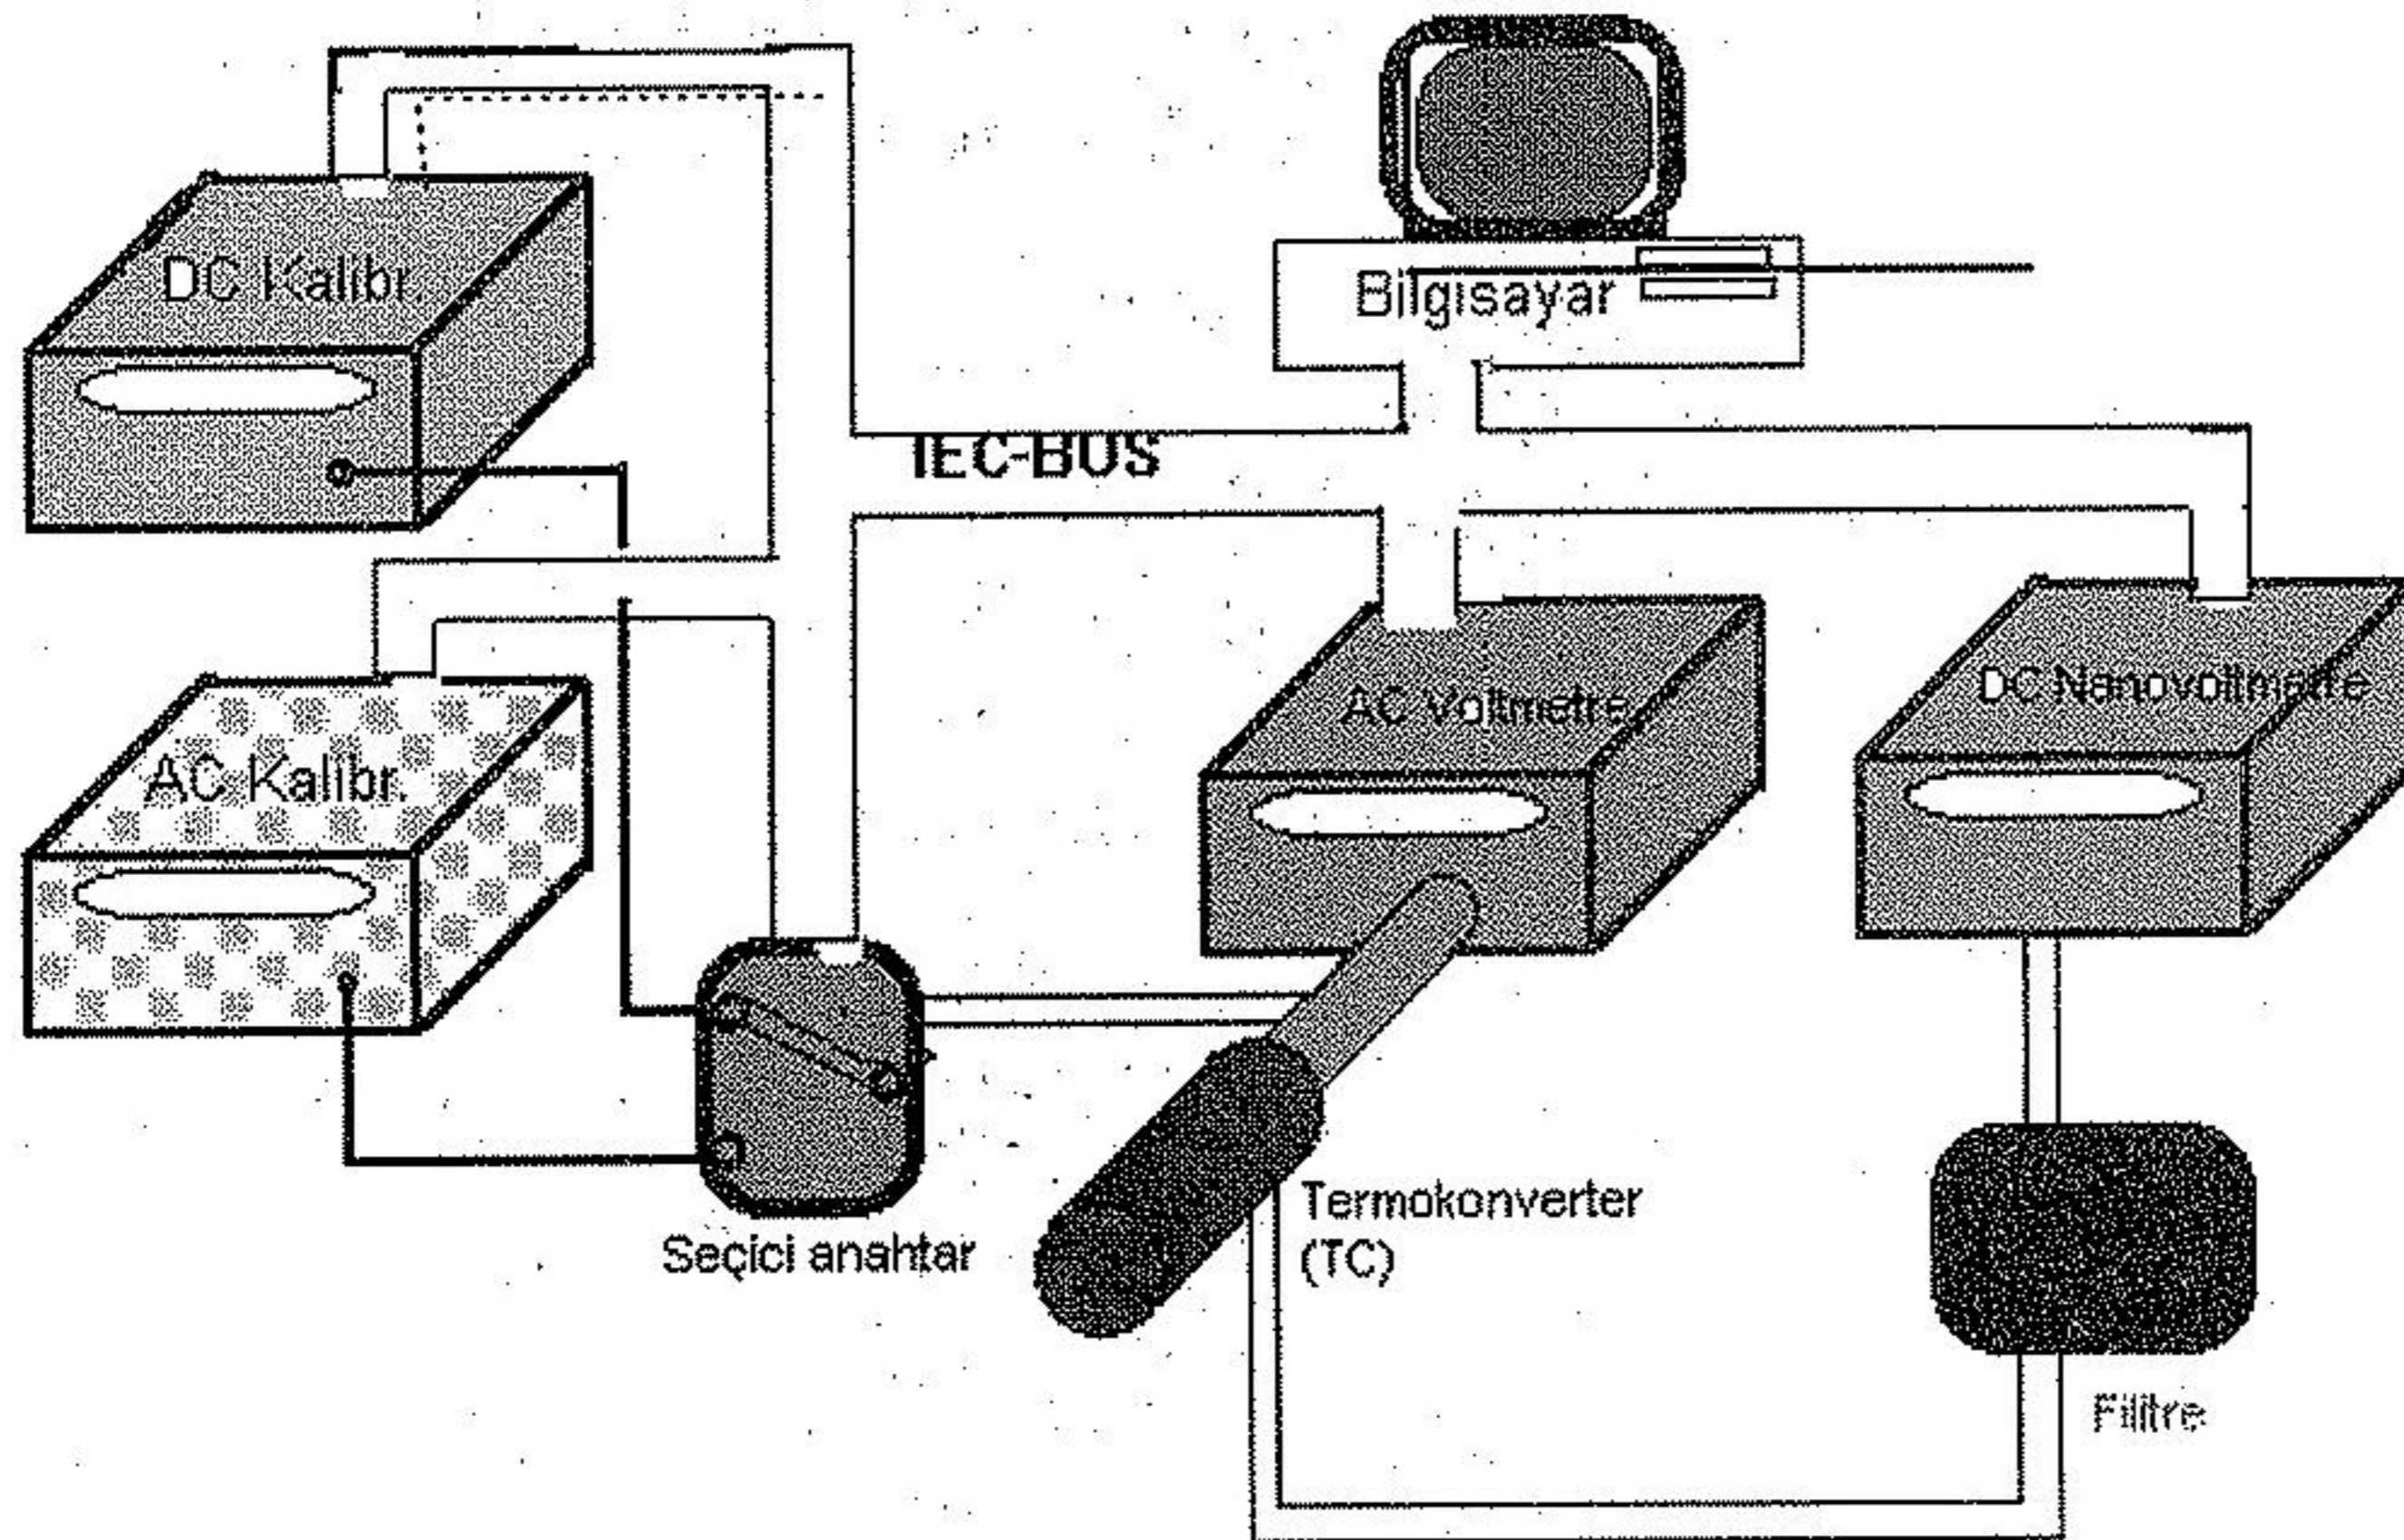 DC Kalibr.
Bilgisayar
IEC-BUS
AC Kalibr.
AC Voltmetre
DC Nanovoltmetre
Seçici anahtar
Termokonverter
(TC)
Filitre